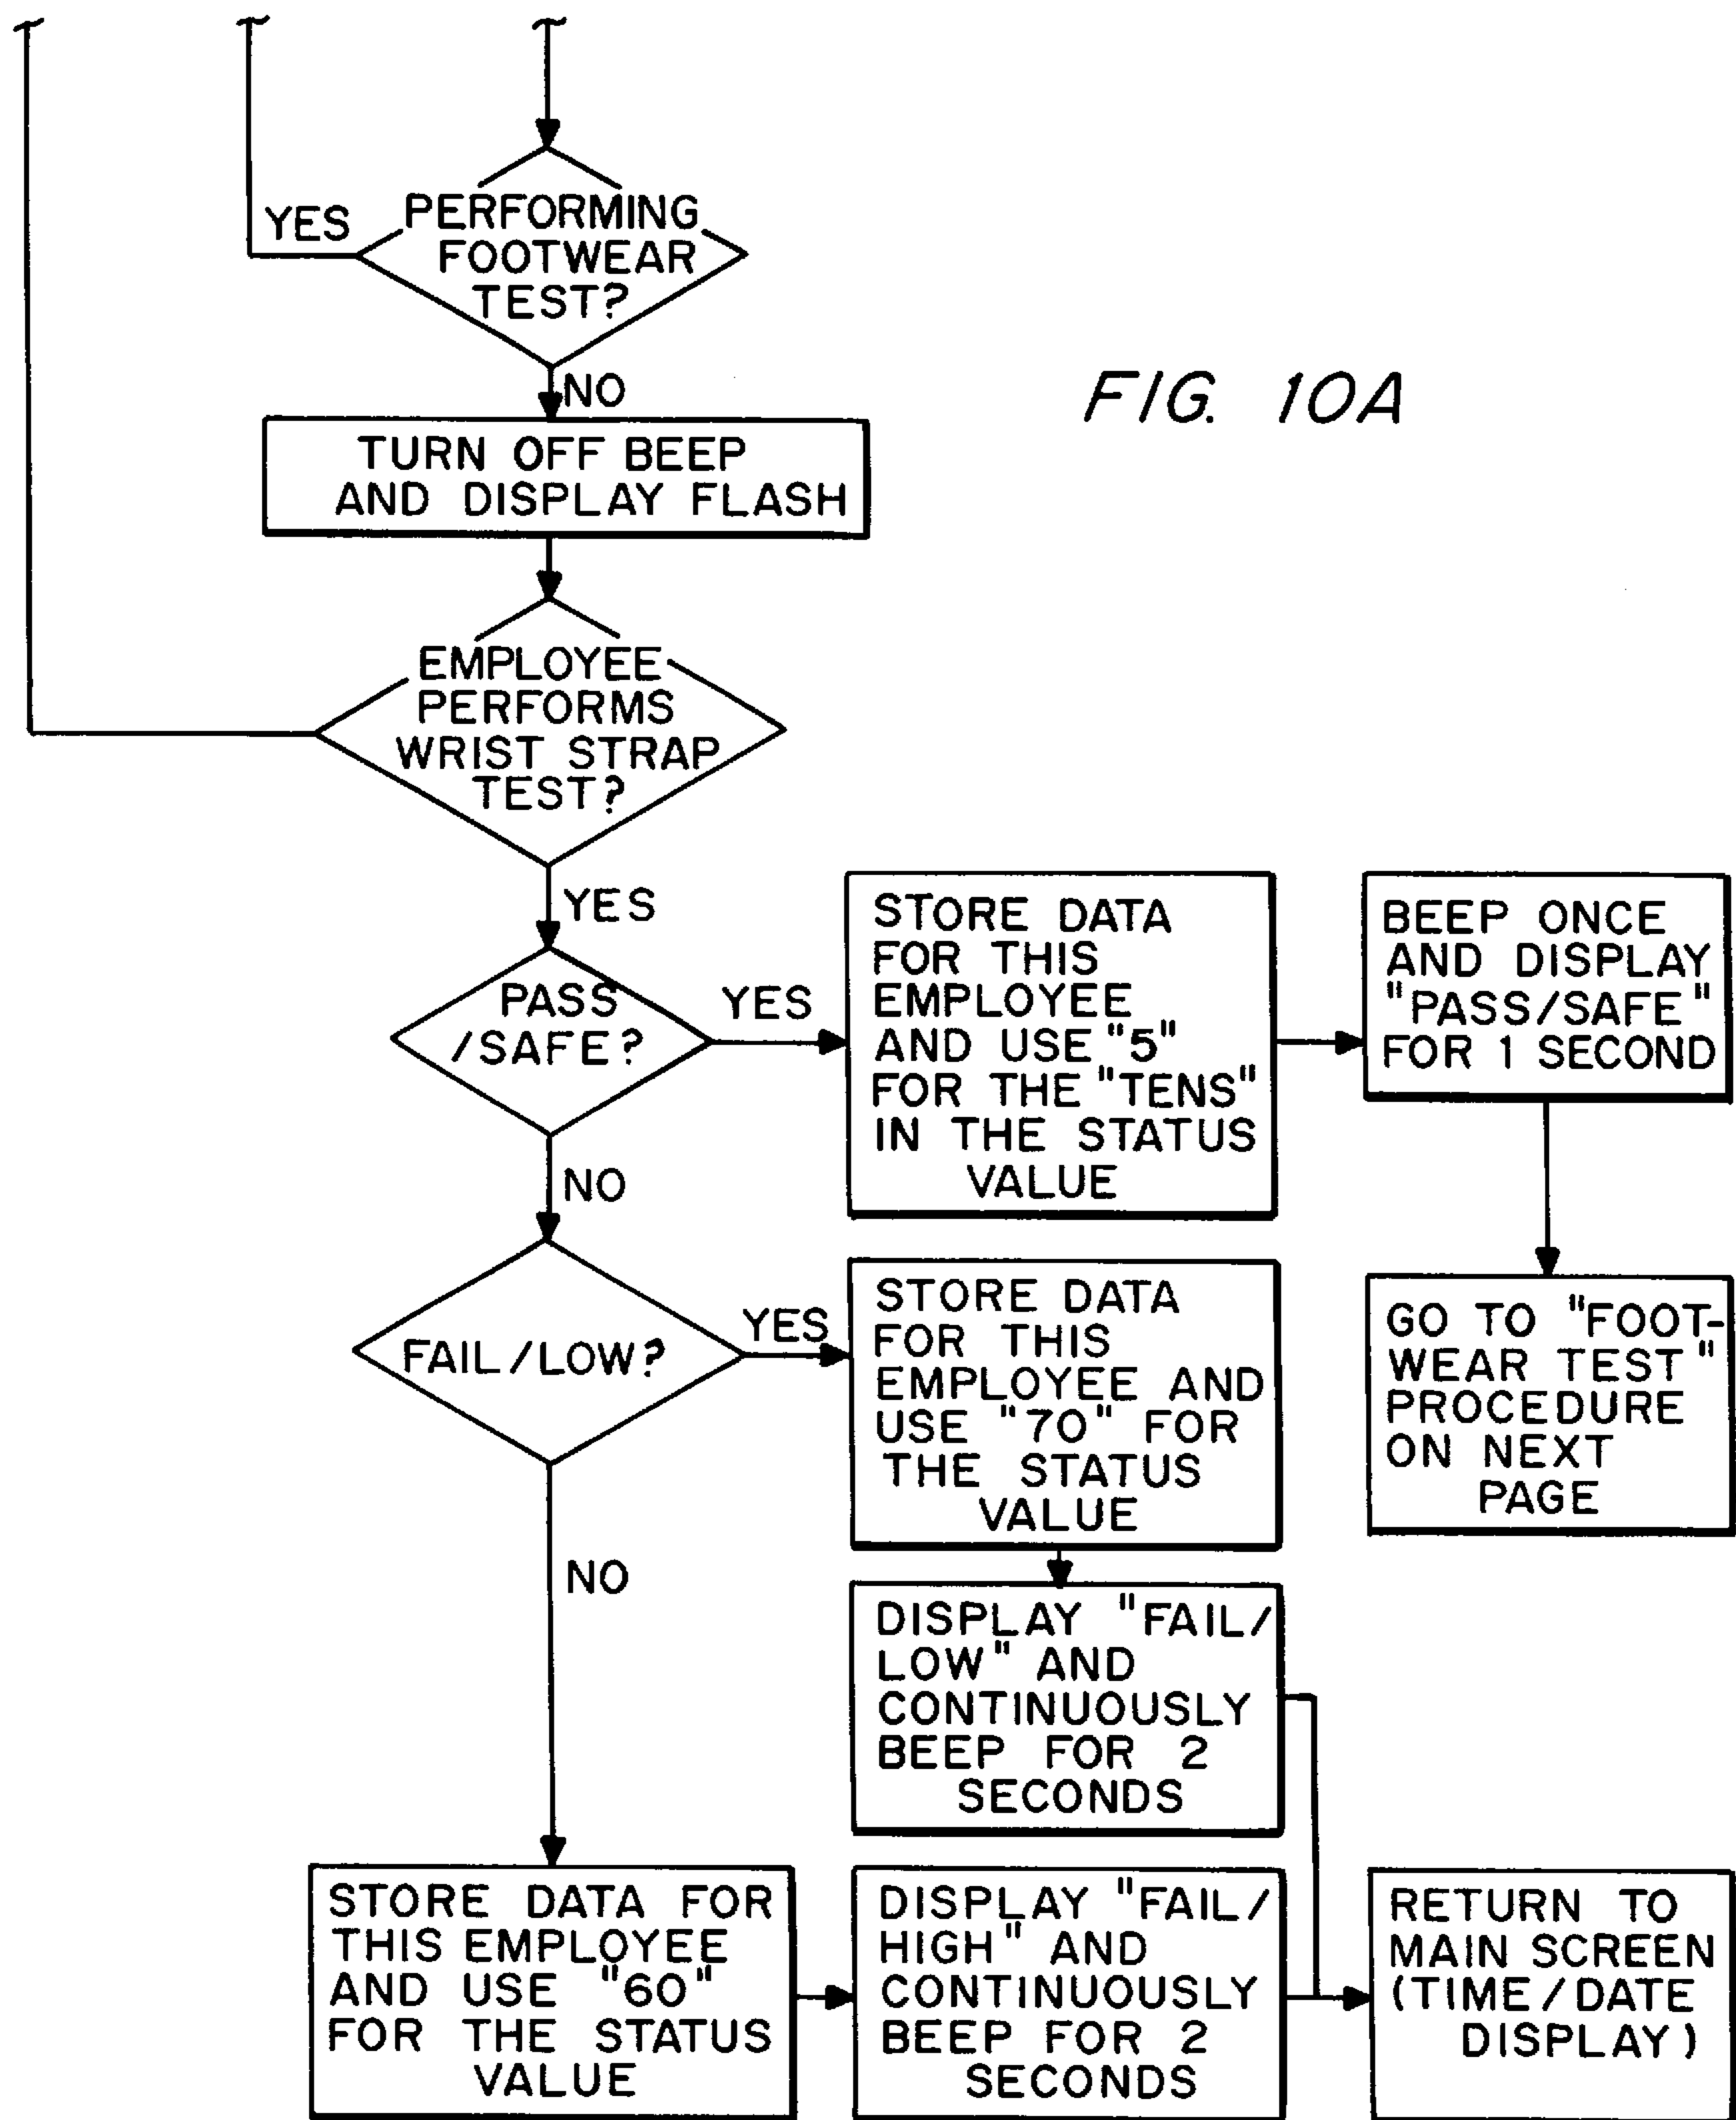 PERFORMING
FOOTWEAR
TEST?
YES
NO
FIG. 10A
TURN OFF BEEP
AND DISPLAY FLASH
EMPLOYEE
PERFORMS
WRIST STRAP
TEST?
YES
PASS
/SAFE?
YES
STORE DATA
FOR THIS
EMPLOYEE
AND USE "5"
FOR THE "TENS"
IN THE STATUS
VALUE
BEEP ONCE
AND DISPLAY
"PASS/SAFE"
FOR 1 SECOND
GO TO "FOOT-
WEAR TEST"
PROCEDURE
ON NEXT
PAGE
NO
FAIL/LOW?
YES
STORE DATA
FOR THIS
EMPLOYEE AND
USE "70" FOR
THE STATUS
VALUE
DISPLAY "FAIL/
LOW" AND
CONTINUOUSLY
BEEP FOR 2
SECONDS
NO
STORE DATA FOR
THIS EMPLOYEE
AND USE "60"
FOR THE STATUS
VALUE
DISPLAY "FAIL/
HIGH" AND
CONTINUOUSLY
BEEP FOR 2
SECONDS
RETURN TO
MAIN SCREEN
(TIME/DATE
DISPLAY)